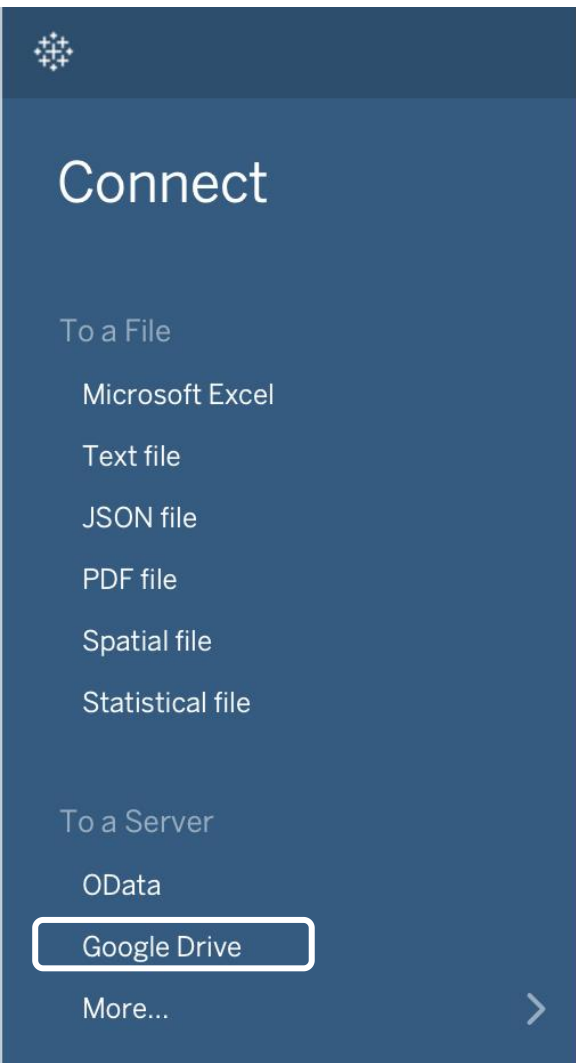 Connect
To a File
Microsoft Excel
Text file
JSON file
PDF file
Spatial file
Statistical file
To a Server
OData
Google Drive
More...